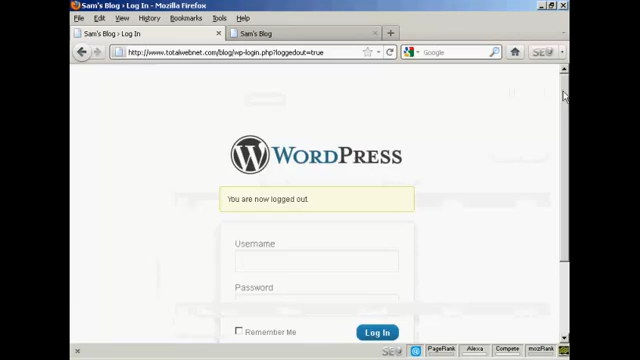 Sam's Blog › Log In - Mozilla Firefox
File Edit View History Bookmarks Tools Help
Sam's Blog › Log In
Sam's Blog
http://www.totalwebnet.com/blog/wp-login.php?loggedout=true
Google
SEO
WORDPRESS
You are now logged out.
Username
Password
Remember Me
Log In
SEO
PageRank
Alexa
Compete
mozRank